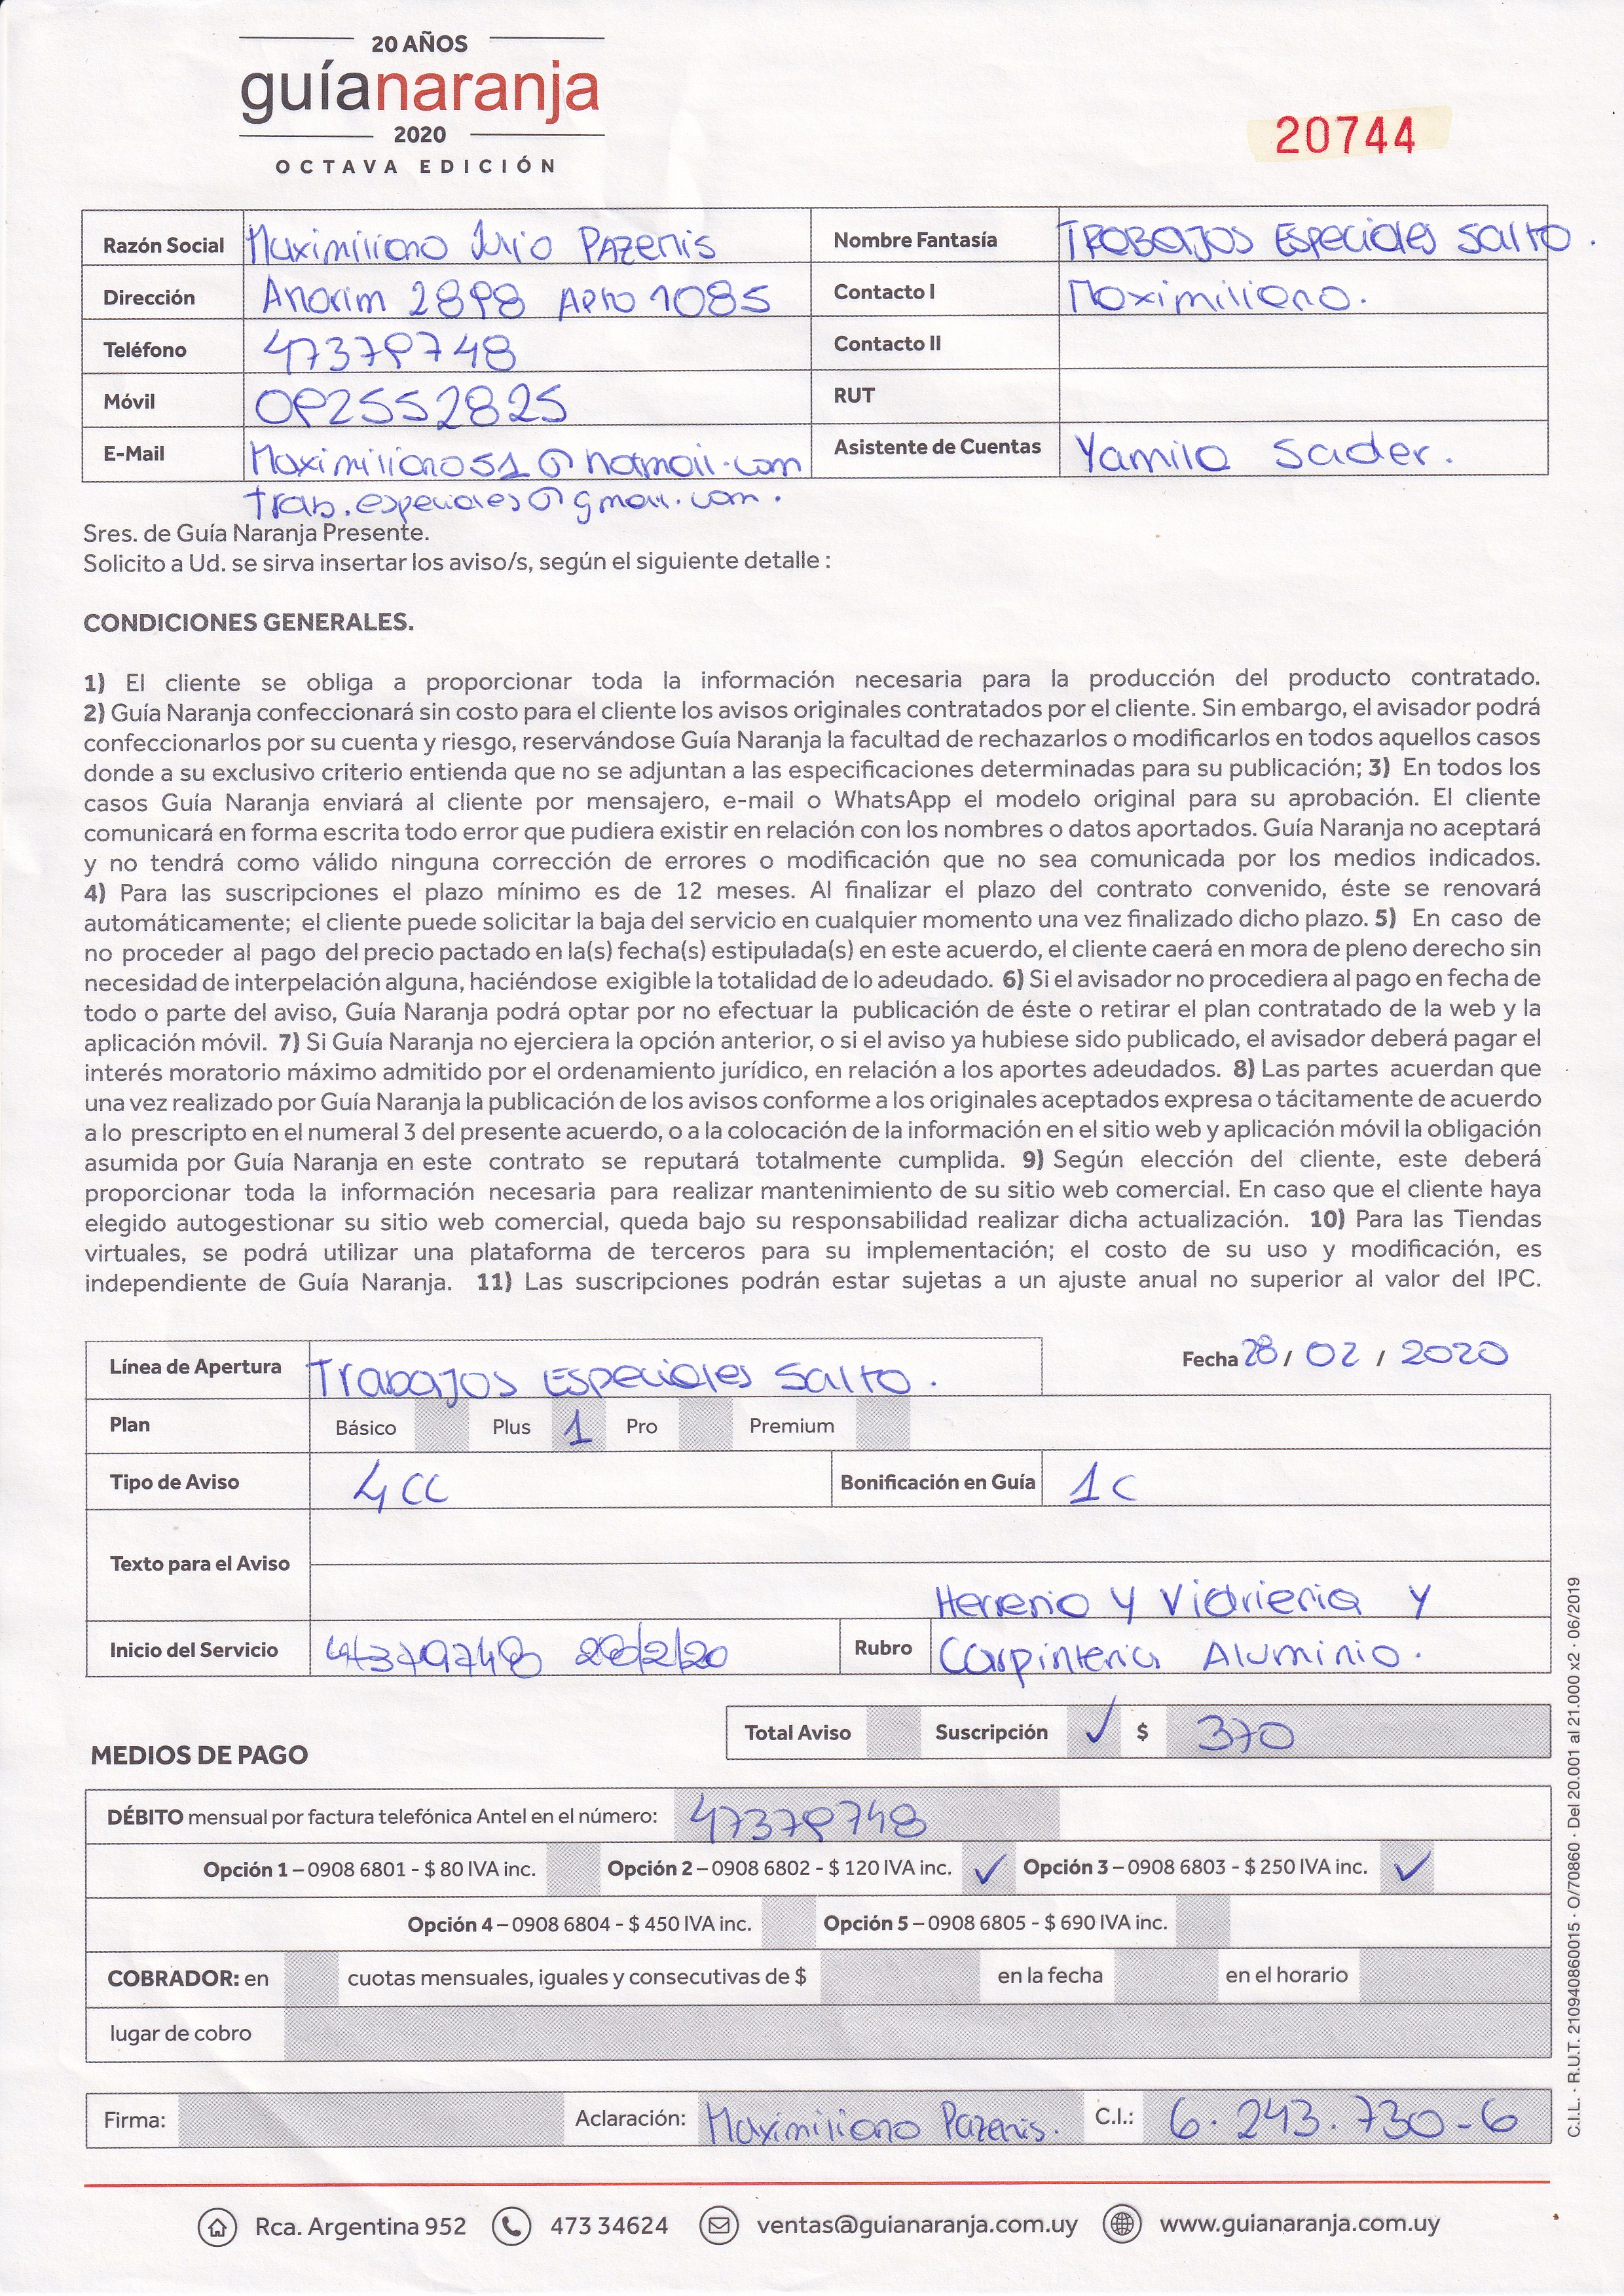 20 AÑOS
guíanaranja
2020
OCTAVA EDICIÓN
20744
Razón Social Maximiliano Julio Pazenis Nombre Fantasía TRABAJOS ESPECIALES SALTO.
Dirección Amorim 2898 Apto 1085 Contacto I Maximiliano.
Teléfono 47379748 Contacto II
Móvil 092552825 RUT
E-Mail Maximiliano51@hotmail.com Asistente de Cuentas Yamila Sader.
trab.especiales@gmail.com.
Sres. de Guía Naranja Presente.
Solicito a Ud. se sirva insertar los aviso/s, según el siguiente detalle :
CONDICIONES GENERALES.
1) El cliente se obliga a proporcionar toda la información necesaria para la producción del producto contratado.
2) Guía Naranja confeccionará sin costo para el cliente los avisos originales contratados por el cliente. Sin embargo, el avisador podrá
confeccionarlos por su cuenta y riesgo, reservándose Guía Naranja la facultad de rechazarlos o modificarlos en todos aquellos casos
donde a su exclusivo criterio entienda que no se adjuntan a las especificaciones determinadas para su publicación; 3) En todos los
casos Guía Naranja enviará al cliente por mensajero, e-mail o WhatsApp el modelo original para su aprobación. El cliente
comunicará en forma escrita todo error que pudiera existir en relación con los nombres o datos aportados. Guía Naranja no aceptará
y no tendrá como válido ninguna corrección de errores o modificación que no sea comunicada por los medios indicados.
4) Para las suscripciones el plazo mínimo es de 12 meses. Al finalizar el plazo del contrato convenido, éste se renovará
automáticamente; el cliente puede solicitar la baja del servicio en cualquier momento una vez finalizado dicho plazo. 5) En caso de
no proceder al pago del precio pactado en la(s) fecha(s) estipulada(s) en este acuerdo, el cliente caerá en mora de pleno derecho sin
necesidad de interpelación alguna, haciéndose exigible la totalidad de lo adeudado. 6) Si el avisador no procediera al pago en fecha de
todo o parte del aviso, Guía Naranja podrá optar por no efectuar la publicación de éste o retirar el plan contratado de la web y la
aplicación móvil. 7) Si Guía Naranja no ejerciera la opción anterior, o si el aviso ya hubiese sido publicado, el avisador deberá pagar el
interés moratorio máximo admitido por el ordenamiento jurídico, en relación a los aportes adeudados. 8) Las partes acuerdan que
una vez realizado por Guía Naranja la publicación de los avisos conforme a los originales aceptados expresa o tácitamente de acuerdo
a lo prescripto en el numeral 3 del presente acuerdo, o a la colocación de la información en el sitio web y aplicación móvil la obligación
asumida por Guía Naranja en este contrato se reputará totalmente cumplida. 9) Según elección del cliente, este deberá
proporcionar toda la información necesaria para realizar mantenimiento de su sitio web comercial. En caso que el cliente haya
elegido autogestionar su sitio web comercial, queda bajo su responsabilidad realizar dicha actualización. 10) Para las Tiendas
virtuales, se podrá utilizar una plataforma de terceros para su implementación; el costo de su uso y modificación, es
independiente de Guía Naranja. 11) Las suscripciones podrán estar sujetas a un ajuste anual no superior al valor del IPC.
Línea de Apertura Trabajos Especiales Salto. Fecha 28 / 02 / 2020
Plan Básico Plus 1 Pro Premium
Tipo de Aviso 4CC Bonificación en Guía 1C
Texto para el Aviso
Herreria y Vidrieria y
Inicio del Servicio 47379748 28/2/20 Rubro Carpinteria Aluminio.
Total Aviso Suscripción ✓ $ 370
MEDIOS DE PAGO
DÉBITO mensual por factura telefónica Antel en el número: 47379748
Opción 1 – 0908 6801 - $ 80 IVA inc. Opción 2 – 0908 6802 - $ 120 IVA inc. ✓ Opción 3 – 0908 6803 - $ 250 IVA inc. ✓
Opción 4 – 0908 6804 - $ 450 IVA inc. Opción 5 – 0908 6805 - $ 690 IVA inc.
COBRADOR: en cuotas mensuales, iguales y consecutivas de $ en la fecha en el horario
lugar de cobro
Firma: Aclaración: Maximiliano Pazenis. C.I.: 6.243.730-6
Rca. Argentina 952 473 34624 ventas@guianaranja.com.uy www.guianaranja.com.uy
C.I.L. · R.U.T. 210940860015 · O/70860 · Del 20.001 al 21.000 x2 · 06/2019